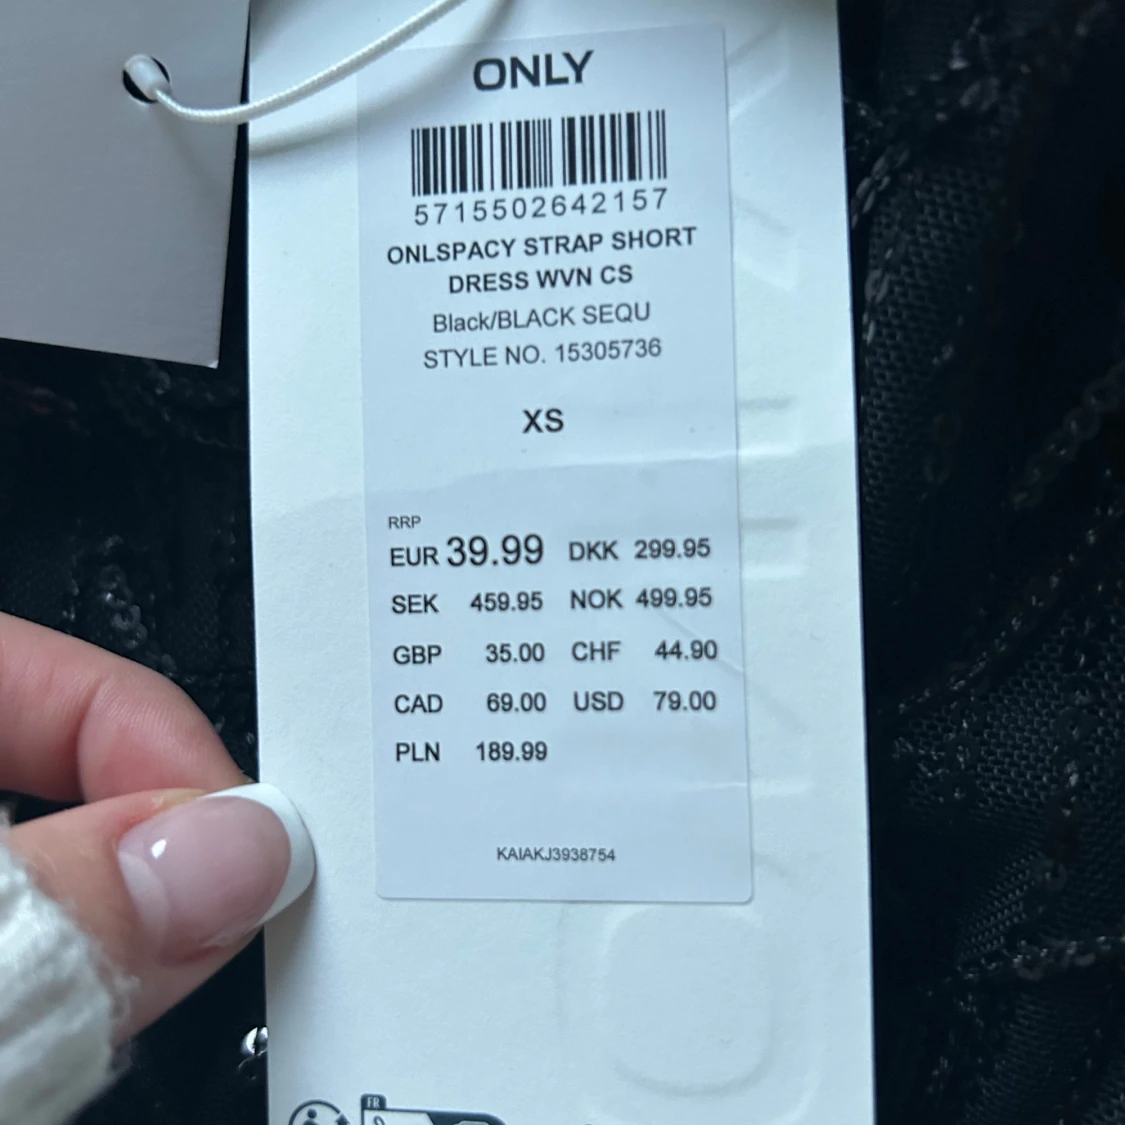 ONLY
5715502642157
ONLSPACY STRAP SHORT
DRESS WVN CS
Black/BLACK SEQU
STYLE NO. 15305736
XS
RRP
EUR 39.99 DKK 299.95
SEK 459.95 NOK 499.95
GBP 35.00 CHF 44.90
CAD 69.00 USD 79.00
PLN 189.99
KAIAKJ3938754
FR